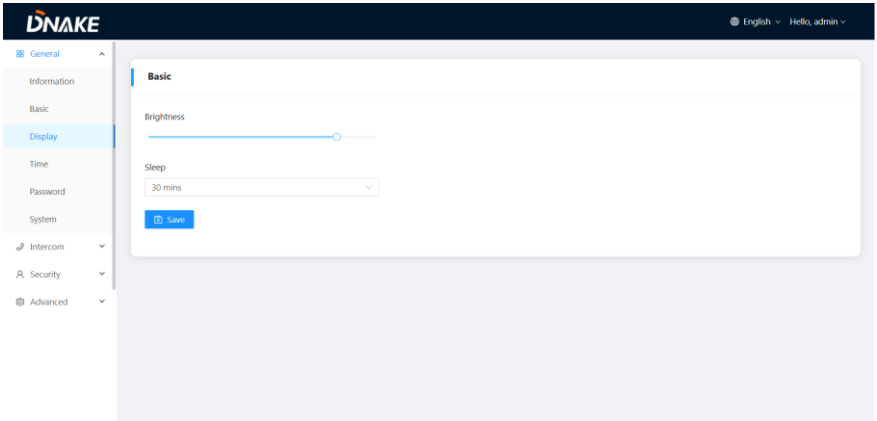 DNAKE
English
Hello, admin
General
Information
Basic
Display
Time
Password
System
Intercom
Security
Advanced
Basic
Brightness
Sleep
30 mins
Save